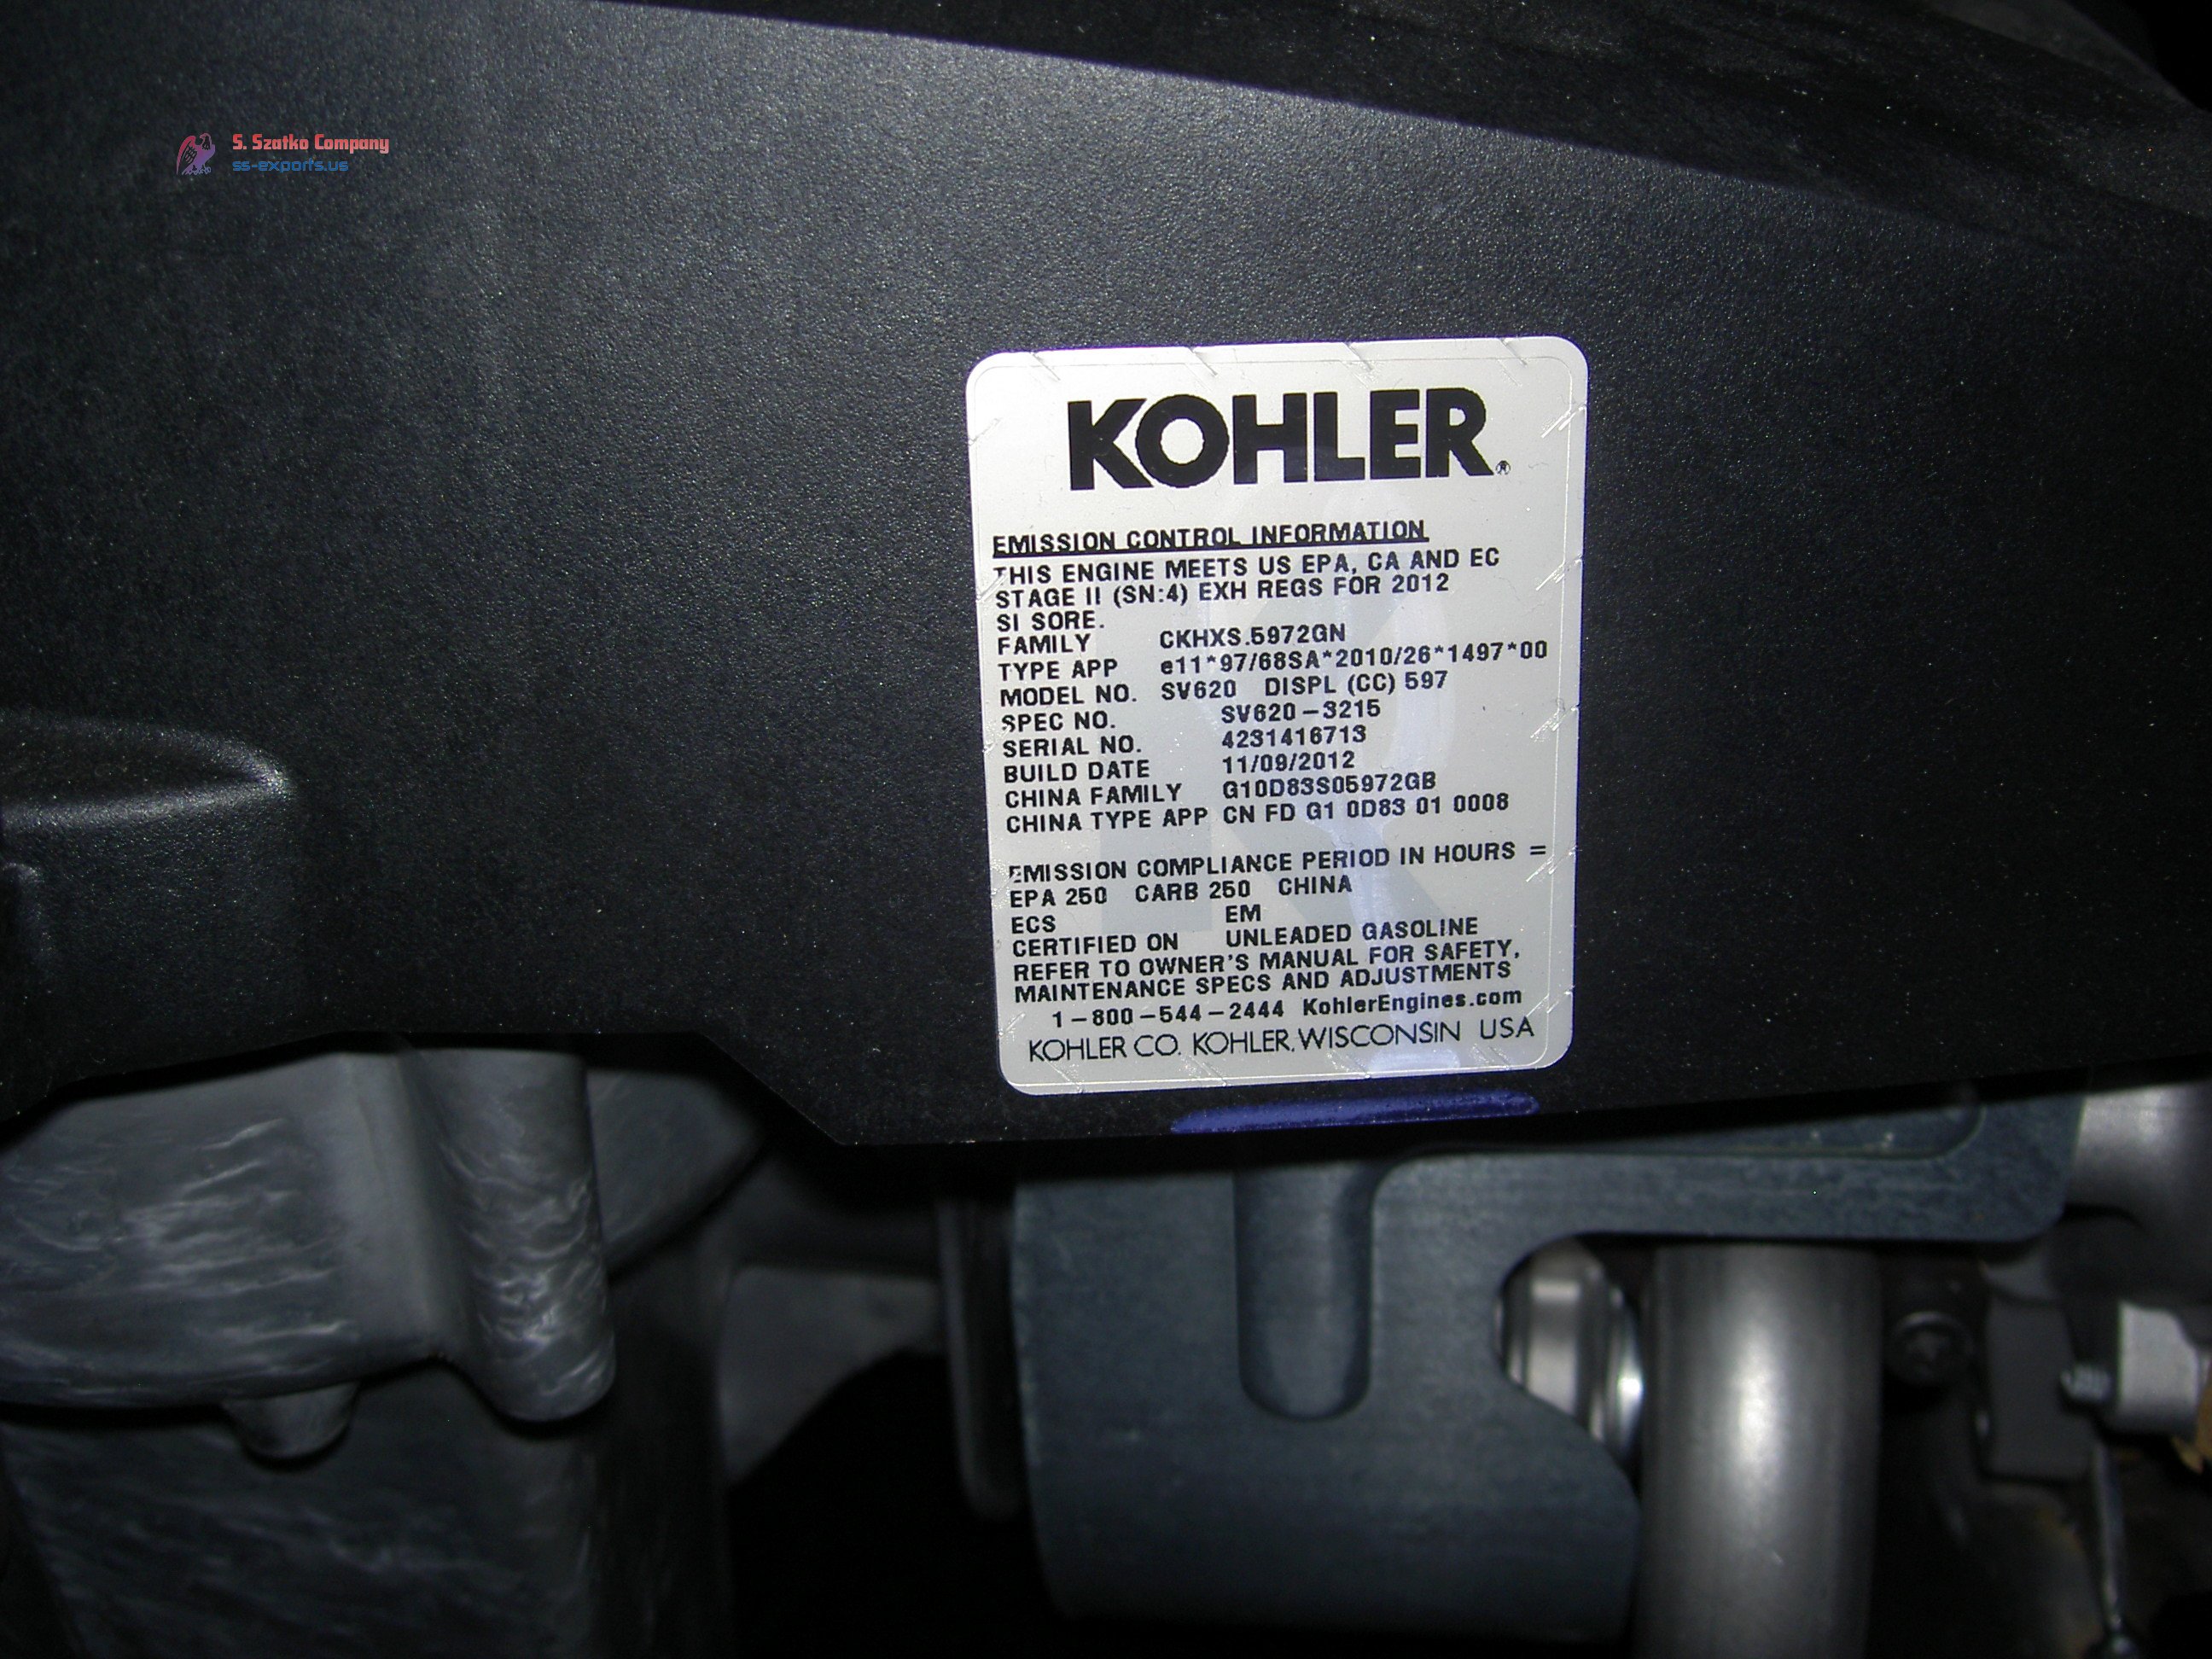 S. Szatko Company
ss-exports.us
KOHLER®
EMISSION CONTROL INFORMATION
THIS ENGINE MEETS US EPA, CA AND EC
STAGE II (SN:4) EXH REGS FOR 2012
SI SORE.
FAMILY CKHXS.5972GN
TYPE APP e11*97/68SA*2010/26*1497*00
MODEL NO. SV620 DISPL (CC) 597
SPEC NO. SV620-3215
SERIAL NO. 4231416713
BUILD DATE 11/09/2012
CHINA FAMILY G10D83S05972GB
CHINA TYPE APP CN FD G1 0D83 01 0008
EMISSION COMPLIANCE PERIOD IN HOURS =
EPA 250 CARB 250 CHINA
ECS EM
CERTIFIED ON UNLEADED GASOLINE
REFER TO OWNER'S MANUAL FOR SAFETY,
MAINTENANCE SPECS AND ADJUSTMENTS
1-800-544-2444 KohlerEngines.com
KOHLER CO. KOHLER, WISCONSIN USA